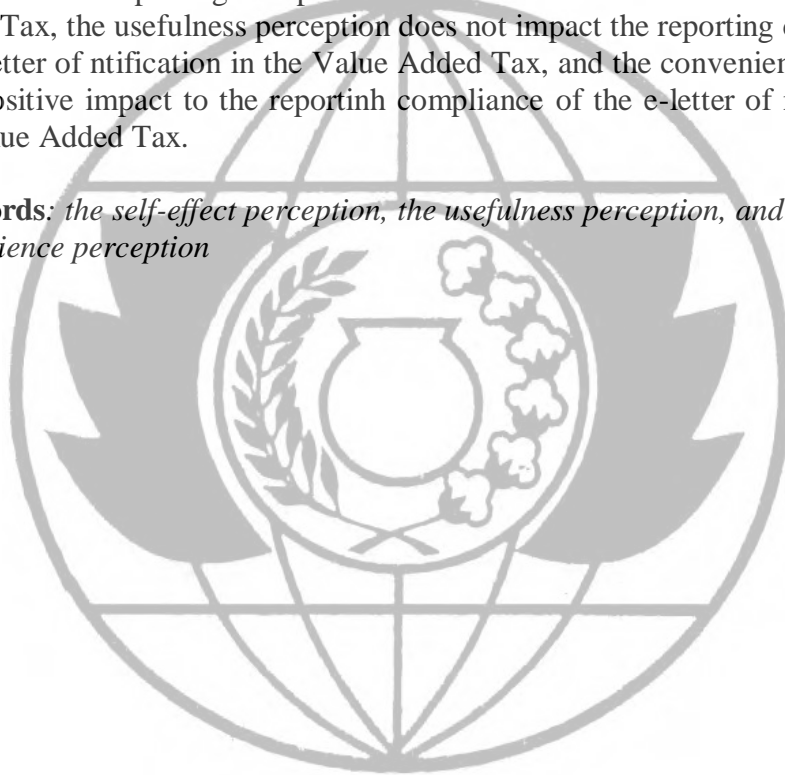 Tax, the usefulness perception does not impact the reporting
etter of ntification in the Value Added Tax, and the convenien
ositive impact to the reportinh compliance of the e-letter of
ue Added Tax.
ords: the self-effect perception, the usefulness perception, and
ience perception